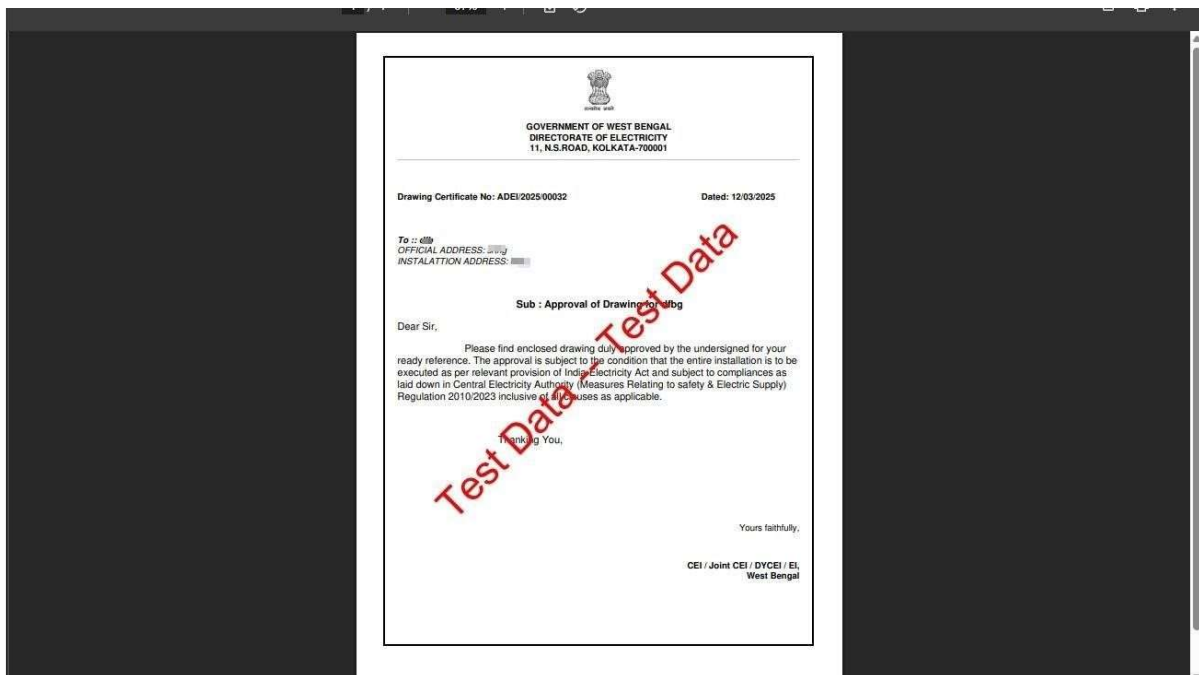 GOVERNMENT OF WEST BENGAL
DIRECTORATE OF ELECTRICITY
11, N.S.ROAD, KOLKATA-700001
Drawing Certificate No: ADEI/2025/00032 Dated: 12/03/2025
To ::
OFFICIAL ADDRESS:
INSTALATTION ADDRESS:
Sub : Approval of Drawing for dfbg
Dear Sir,
Please find enclosed drawing duly approved by the undersigned for your
ready reference. The approval is subject to the condition that the entire installation is to be
executed as per relevant provision of India Electricity Act and subject to compliances as
laid down in Central Electricity Authority (Measures Relating to safety & Electric Supply)
Regulation 2010/2023 inclusive of all clauses as applicable.
Thanking You,
Test Data -- Test Data
Yours faithfully,
CEI / Joint CEI / DYCEI / EI,
West Bengal